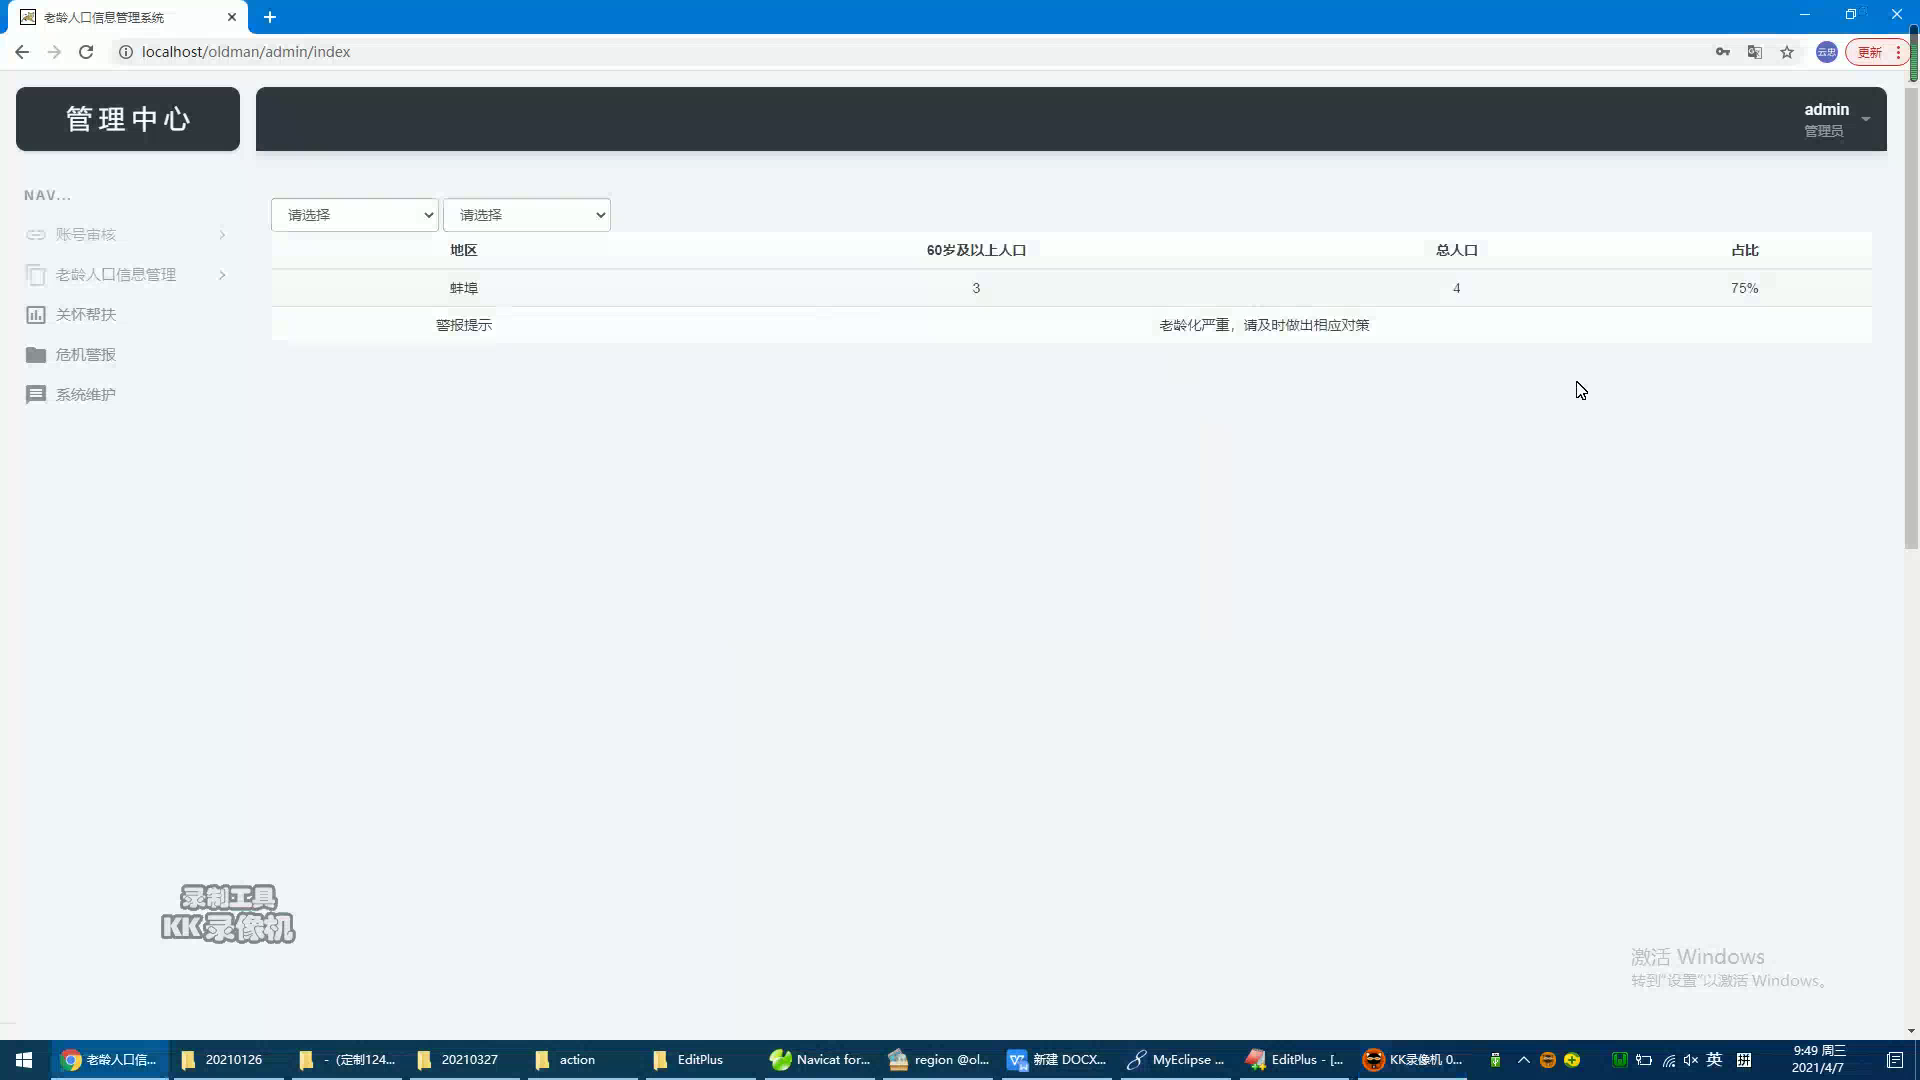 老龄人口信息管理系统
localhost/oldman/admin/index
云忠
更新
管理中心
admin
管理员
NAV...
账号审核
老龄人口信息管理
关怀帮扶
危机警报
系统维护
请选择 请选择
地区 60岁及以上人口 总人口 占比
蚌埠 3 4 75%
警报提示 老龄化严重，请及时做出相应对策
录制工具
KK录像机
激活 Windows
转到"设置"以激活 Windows。
老龄人口信... 20210126 -（定制124... 20210327 action EditPlus Navicat for... region @ol... 新建 DOCX... MyEclipse ... EditPlus - [... KK录像机 0... 英 拼
9:49 周三
2021/4/7